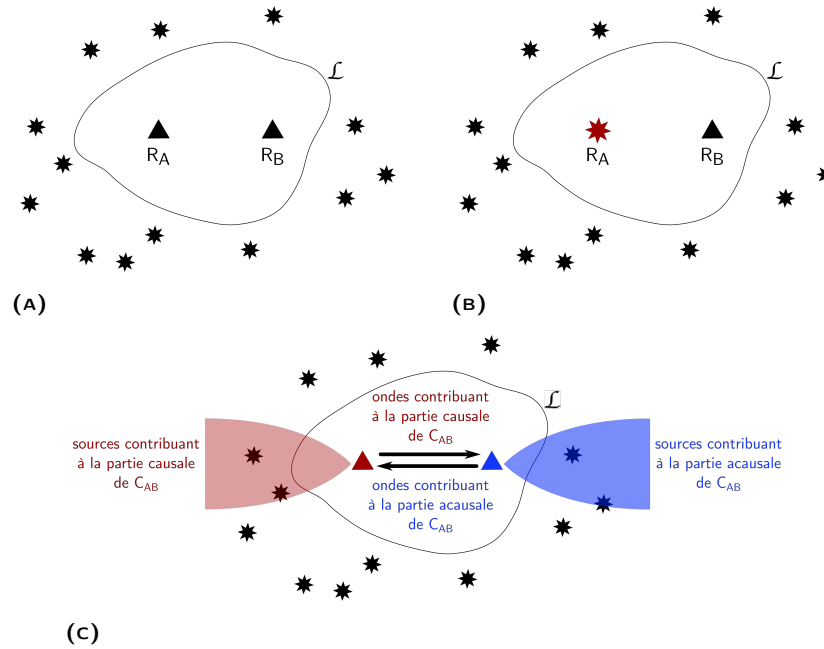 ℒ
R_A R_B
(A)
ℒ
R_A R_B
(B)
ℒ
ondes contribuant
à la partie causale
de C_AB
sources contribuant
à la partie causale
de C_AB
ondes contribuant
à la partie acausale
de C_AB
sources contribuant
à la partie acausale
de C_AB
(C)